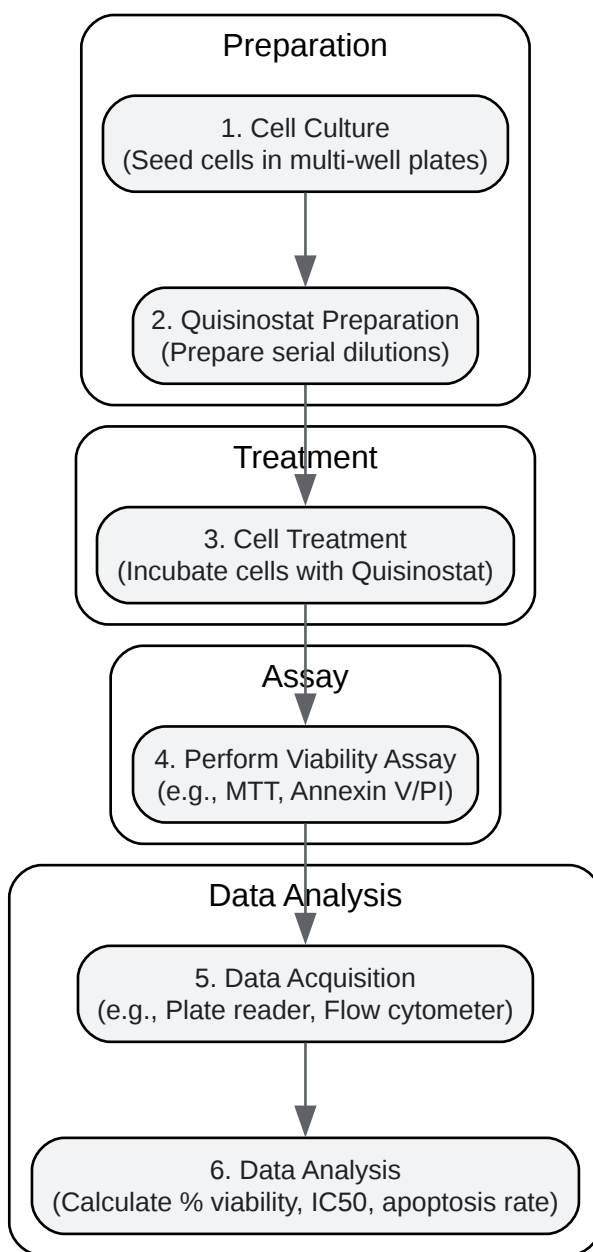 Preparation
1. Cell Culture
(Seed cells in multi-well plates)
2. Quisinostat Preparation
(Prepare serial dilutions)
Treatment
3. Cell Treatment
(Incubate cells with Quisinostat)
Assay
4. Perform Viability Assay
(e.g., MTT, Annexin V/PI)
Data Analysis
5. Data Acquisition
(e.g., Plate reader, Flow cytometer)
6. Data Analysis
(Calculate % viability, IC50, apoptosis rate)